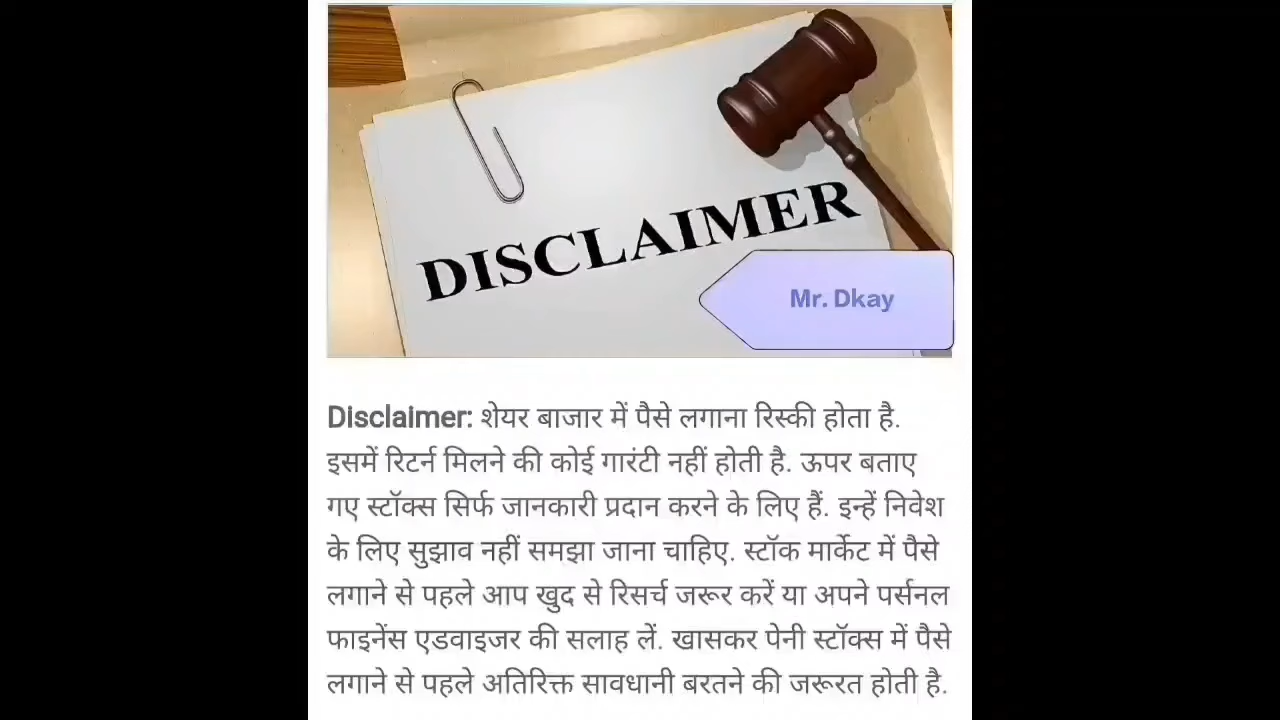 DISCLAIMER
Mr. Dkay
Disclaimer: शेयर बाजार में पैसे लगाना रिस्की होता है.
इसमें रिटर्न मिलने की कोई गारंटी नहीं होती है. ऊपर बताए
गए स्टॉक्स सिर्फ जानकारी प्रदान करने के लिए हैं. इन्हें निवेश
के लिए सुझाव नहीं समझा जाना चाहिए. स्टॉक मार्केट में पैसे
लगाने से पहले आप खुद से रिसर्च जरूर करें या अपने पर्सनल
फाइनेंस एडवाइजर की सलाह लें. खासकर पेनी स्टॉक्स में पैसे
लगाने से पहले अतिरिक्त सावधानी बरतने की जरूरत होती है.